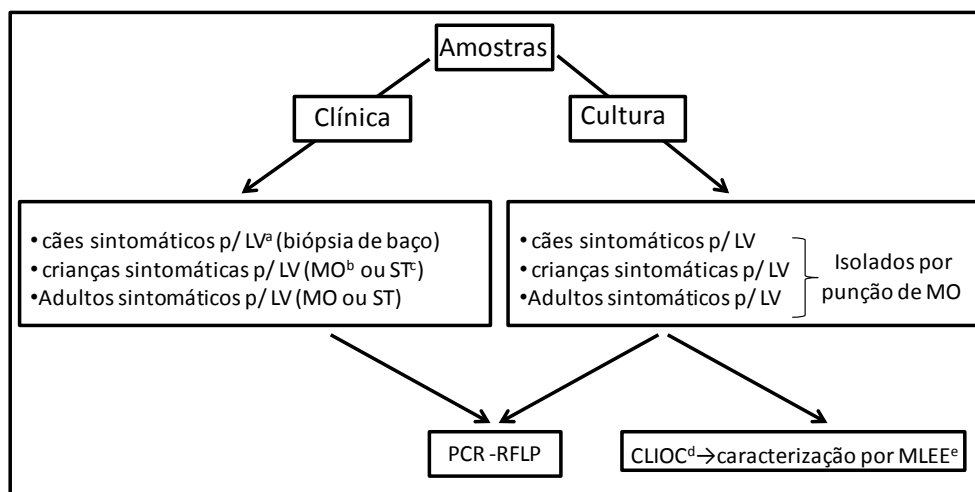 Amostras
Clínica
Cultura
• cães sintomáticos p/ LVᵃ (biópsia de baço)
• crianças sintomáticas p/ LV (MOᵇ ou STᶜ)
• Adultos sintomáticos p/ LV (MO ou ST)
• cães sintomáticos p/ LV
• crianças sintomáticas p/ LV
• Adultos sintomáticos p/ LV
Isolados por
punção de MO
PCR -RFLP
CLIOCᵈ→caracterização por MLEEᵉ